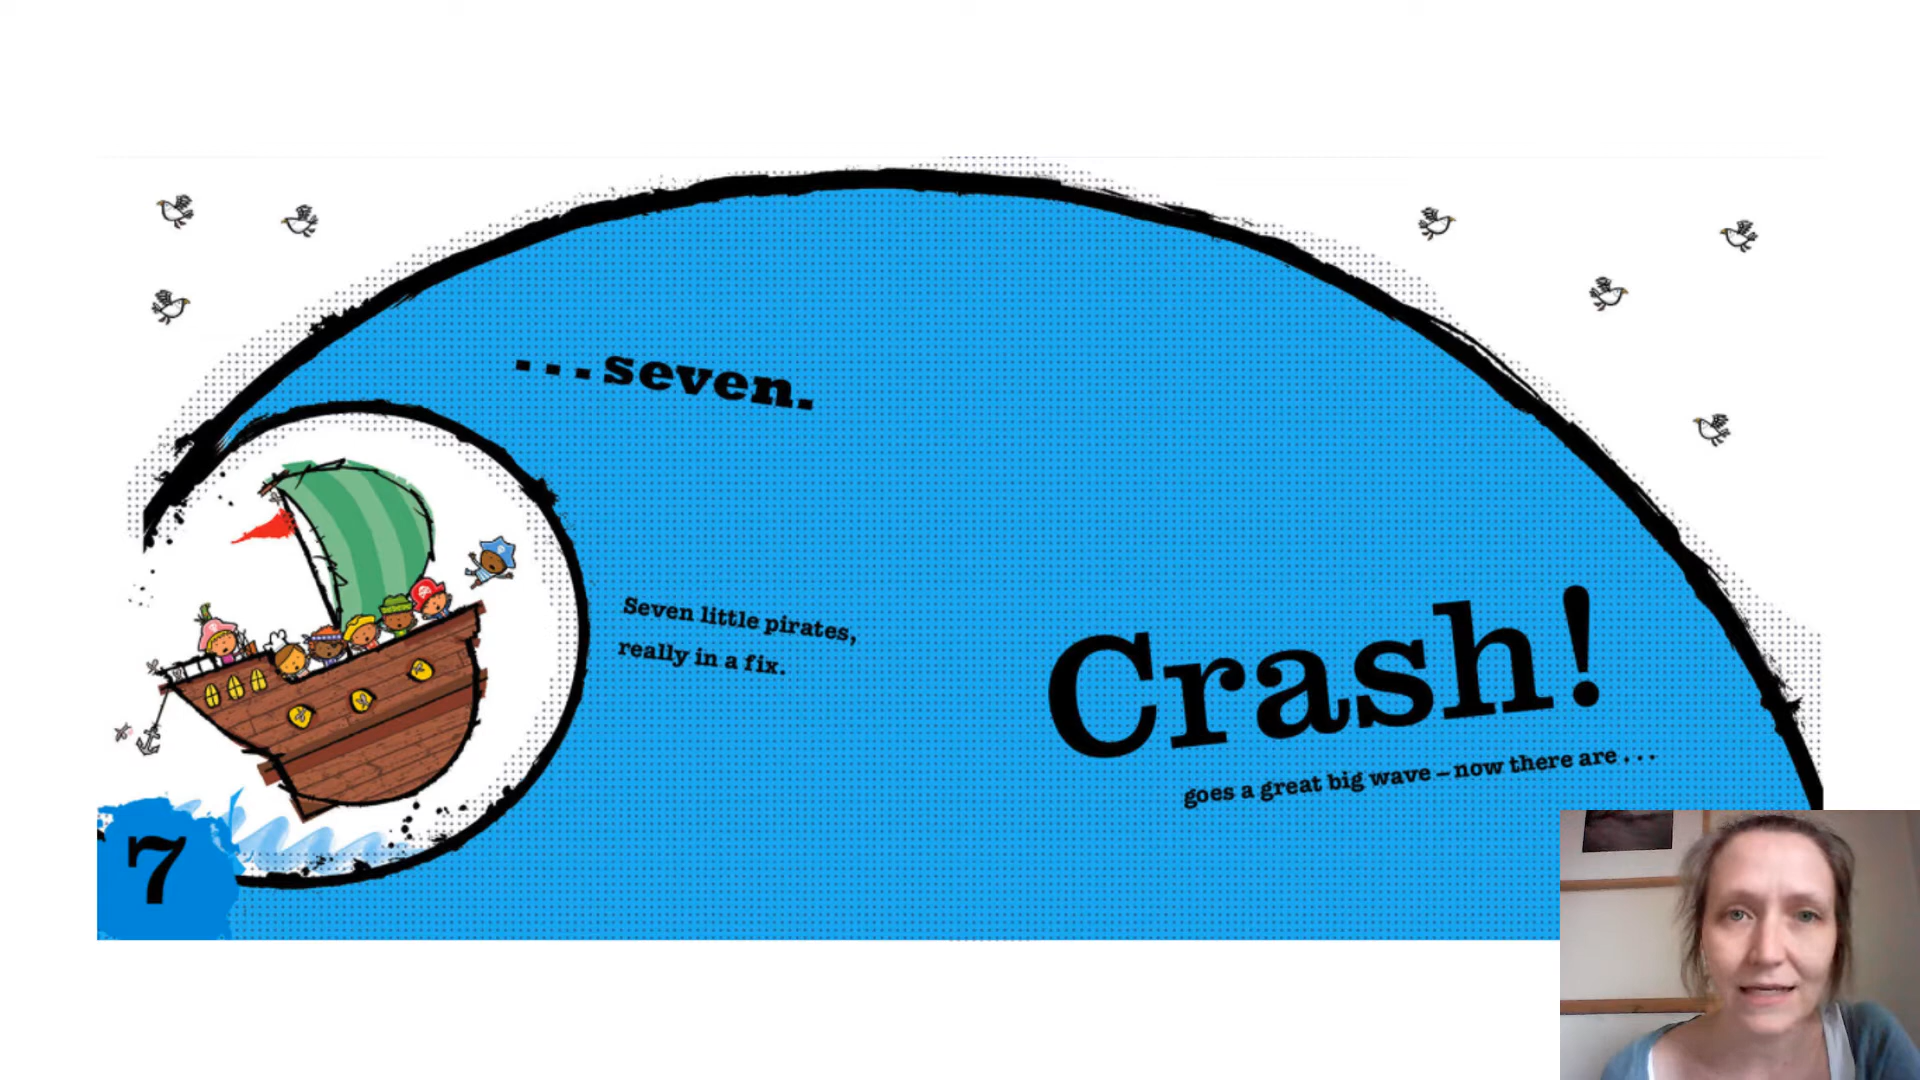 ...seven.
Seven little pirates,
really in a fix.
Crash!
goes a great big wave – now there are . . .
7